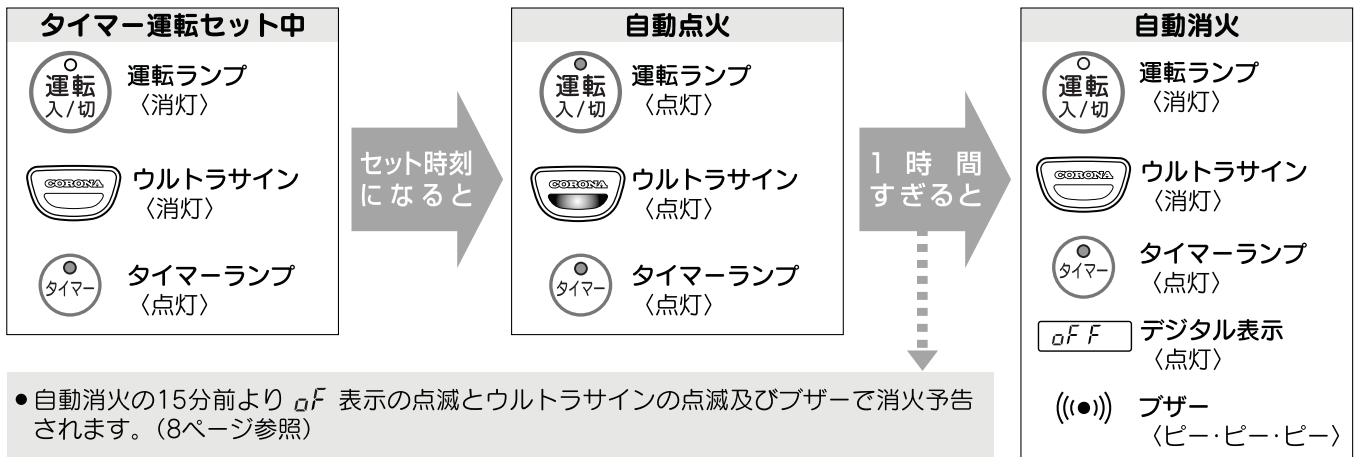 タイマー運転セット中
運転
入/切
運転ランプ
〈消灯〉
CORONA
ウルトラサイン
〈消灯〉
タイマー
タイマーランプ
〈点灯〉
セット時刻
になると
自動点火
運転
入/切
運転ランプ
〈点灯〉
CORONA
ウルトラサイン
〈点灯〉
タイマー
タイマーランプ
〈点灯〉
1時間
すぎると
自動消火
運転
入/切
運転ランプ
〈消灯〉
CORONA
ウルトラサイン
〈消灯〉
タイマー
タイマーランプ
〈点灯〉
oFF
デジタル表示
〈点灯〉
ブザー
〈ピー・ピー・ピー〉
●自動消火の15分前より oF 表示の点滅とウルトラサインの点滅及びブザーで消火予告
されます。(8ページ参照)